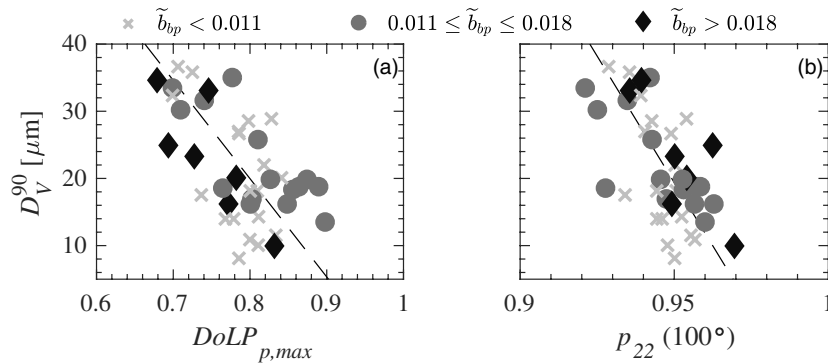 × b̃_bp < 0.011 ● 0.011 ≤ b̃_bp ≤ 0.018 ◆ b̃_bp > 0.018
40
30
20
10
D_V^90 [μm]
(a)
0.6 0.7 0.8 0.9 1
DoLP_p,max
(b)
0.9 0.95 1
p_22 (100°)